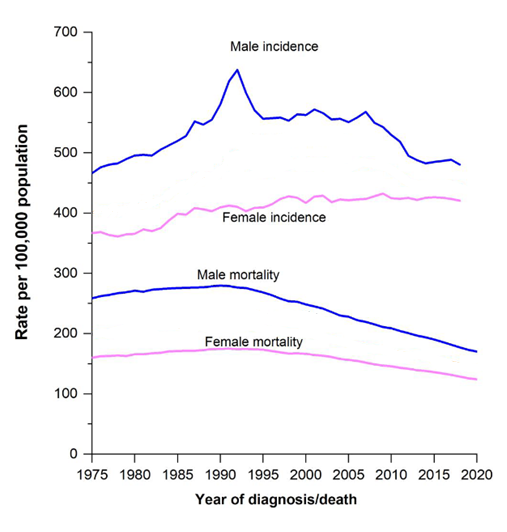 700
600
500
400
300
200
100
0
Rate per 100,000 population
Male incidence
Female incidence
Male mortality
Female mortality
1975 1980 1985 1990 1995 2000 2005 2010 2015 2020
Year of diagnosis/death